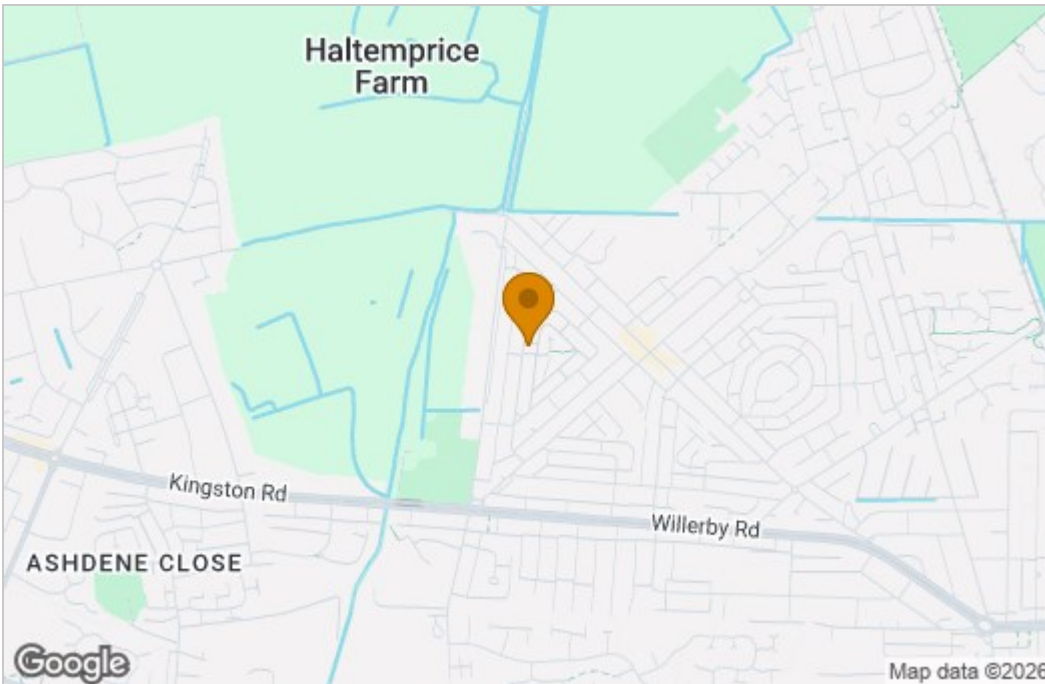 Haltemprice
Farm
Kingston Rd
Willerby Rd
ASHDENE CLOSE
Google
Map data ©2026